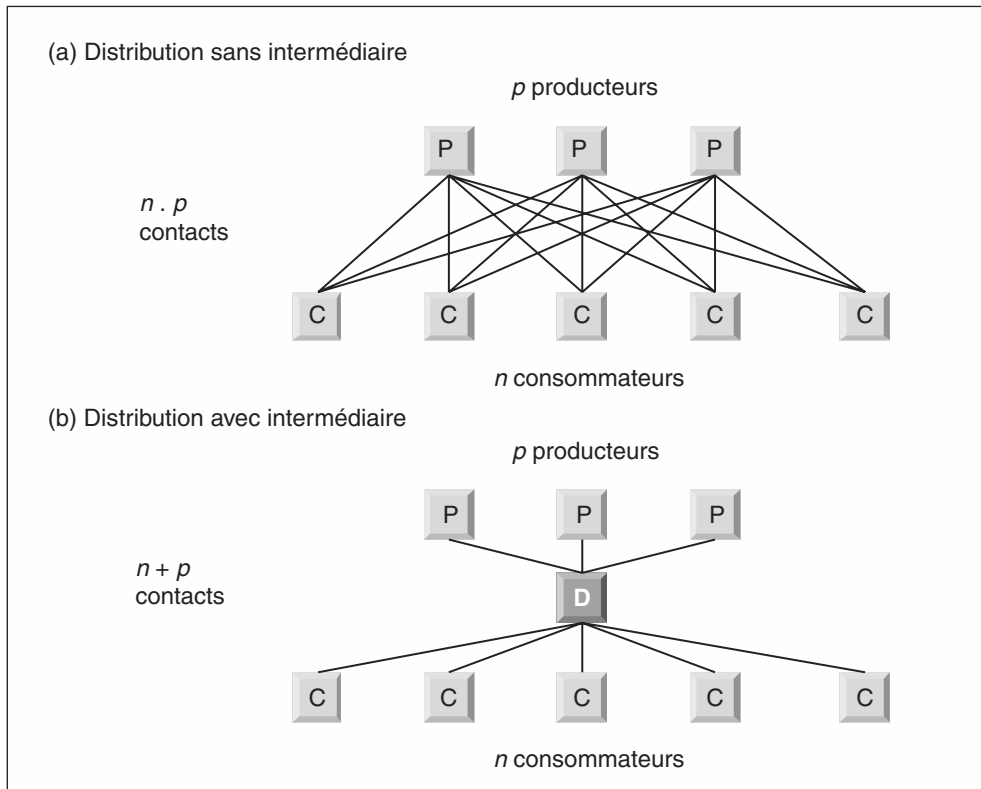 (a) Distribution sans intermédiaire
p producteurs
P P P
n . p
contacts
C C C C C
n consommateurs
(b) Distribution avec intermédiaire
p producteurs
P P P
n + p
contacts
D
C C C C C
n consommateurs